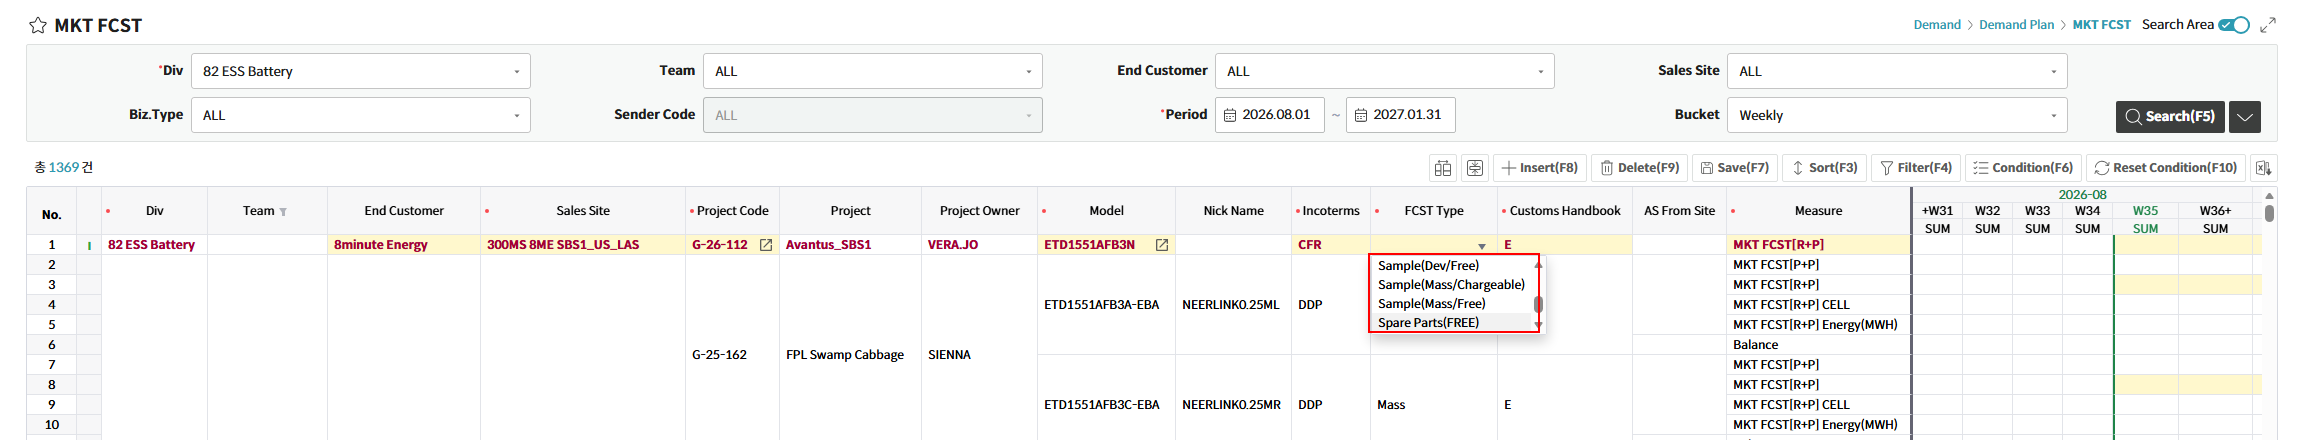 MKT FCST
Demand > Demand Plan > MKT FCST Search Area
*Div 82 ESS Battery Team ALL End Customer ALL Sales Site ALL
Biz.Type ALL Sender Code ALL *Period 2026.08.01 ~ 2027.01.31 Bucket Weekly Search(F5)
총 1369 건 Insert(F8) Delete(F9) Save(F7) Sort(F3) Filter(F4) Condition(F6) Reset Condition(F10)
2026-08
No. Div Team End Customer Sales Site Project Code Project Project Owner Model Nick Name Incoterms FCST Type Customs Handbook AS From Site Measure +W31 W32 W33 W34 W35 W36+
SUM SUM SUM SUM SUM SUM
1 I 82 ESS Battery 8minute Energy 300MS 8ME SBS1_US_LAS G-26-112 Avantus_SBS1 VERA.JO ETD1551AFB3N CFR E MKT FCST[R+P]
2 Sample(Dev/Free) MKT FCST[P+P]
3 Sample(Mass/Chargeable) MKT FCST[R+P]
4 ETD1551AFB3A-EBA NEERLINK0.25ML DDP Sample(Mass/Free) MKT FCST[R+P] CELL
5 Spare Parts(FREE) MKT FCST[R+P] Energy(MWH)
6 Balance
7 G-25-162 FPL Swamp Cabbage SIENNA MKT FCST[P+P]
8 MKT FCST[R+P]
9 ETD1551AFB3C-EBA NEERLINK0.25MR DDP Mass E MKT FCST[R+P] CELL
10 MKT FCST[R+P] Energy(MWH)